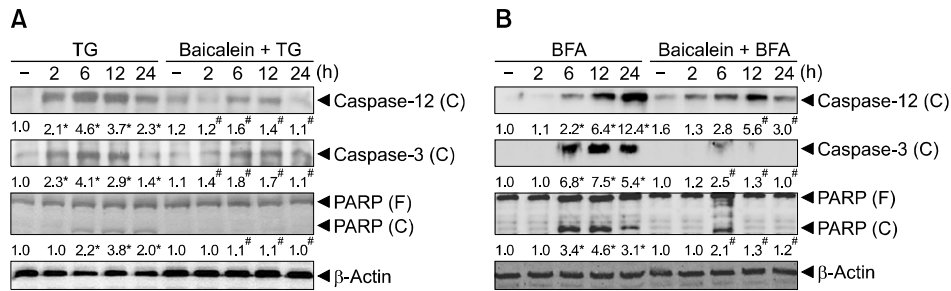 A
TG Baicalein + TG
– 2 6 12 24 – 2 6 12 24 (h)
Caspase-12 (C)
1.0 2.1* 4.6* 3.7* 2.3* 1.2 1.2# 1.6# 1.4# 1.1#
Caspase-3 (C)
1.0 2.3* 4.1* 2.9* 1.4* 1.1 1.4# 1.8# 1.7# 1.1#
PARP (F)
PARP (C)
1.0 1.0 2.2* 3.8* 2.0* 1.0 1.0 1.1# 1.1# 1.0#
β-Actin
B
BFA Baicalein + BFA
– 2 6 12 24 – 2 6 12 24 (h)
Caspase-12 (C)
1.0 1.1 2.2* 6.4* 12.4* 1.6 1.3 2.8 5.6# 3.0#
Caspase-3 (C)
1.0 1.0 6.8* 7.5* 5.4* 1.0 1.2 2.5# 1.3# 1.0#
PARP (F)
PARP (C)
1.0 1.0 3.4* 4.6* 3.1* 1.0 1.0 2.1# 1.3# 1.2#
β-Actin